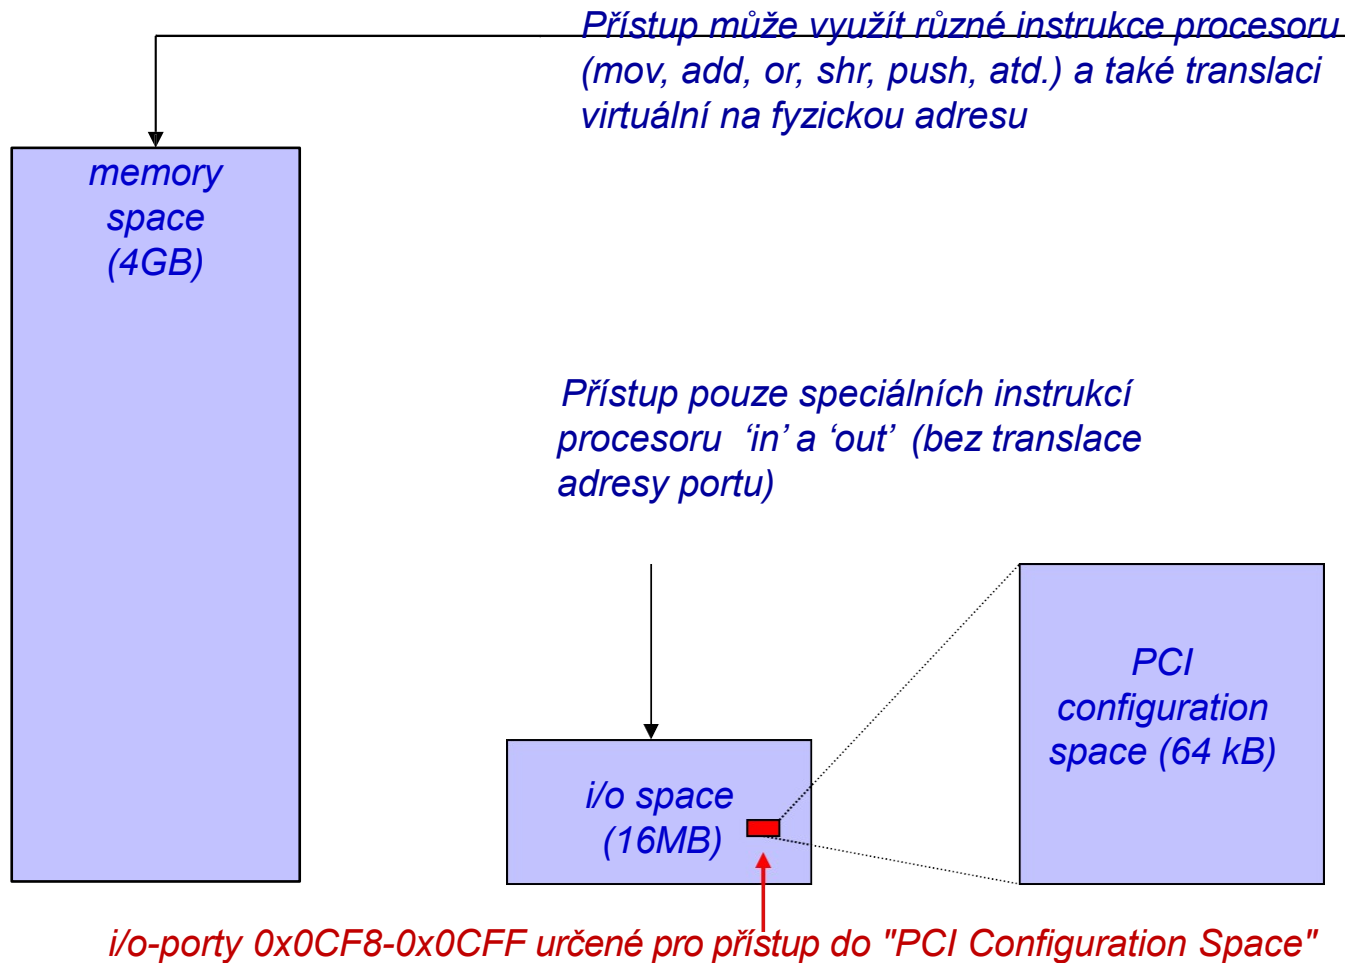 Přístup může využít různé instrukce procesoru
(mov, add, or, shr, push, atd.) a také translaci
virtuální na fyzickou adresu
memory
space
(4GB)
Přístup pouze speciálních instrukcí
procesoru ‘in’ a ‘out’ (bez translace
adresy portu)
PCI
configuration
space (64 kB)
i/o space
(16MB)
i/o-porty 0x0CF8-0x0CFF určené pro přístup do "PCI Configuration Space"